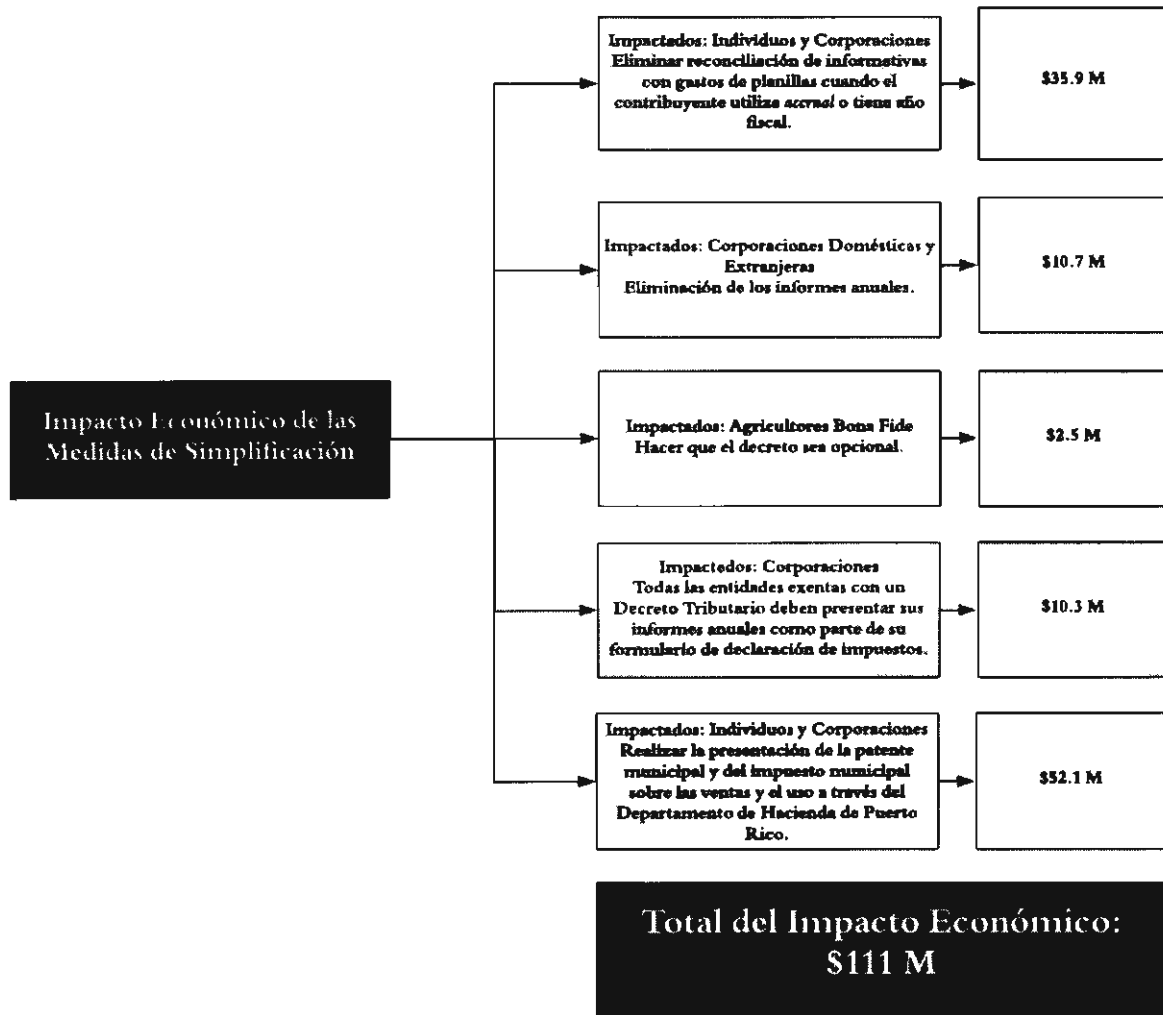 Impactados: Individuos y Corporaciones
Eliminar reconciliación de informativas
con gastos de planillas cuando el
contribuyente utiliza accrual o tiene año
fiscal.
$35.9 M
Impactados: Corporaciones Domésticas y
Extranjeras
Eliminación de los informes anuales.
$10.7 M
Impacto Económico de las
Medidas de Simplificación
Impactados: Agricultores Bona Fide
Hacer que el decreto sea opcional.
$2.5 M
Impactados: Corporaciones
Todas las entidades exentas con un
Decreto Tributario deben presentar sus
informes anuales como parte de su
formulario de declaración de impuestos.
$10.3 M
Impactados: Individuos y Corporaciones
Realizar la presentación de la patente
municipal y del impuesto municipal
sobre las ventas y el uso a través del
Departamento de Hacienda de Puerto
Rico.
$52.1 M
Total del Impacto Económico:
$111 M